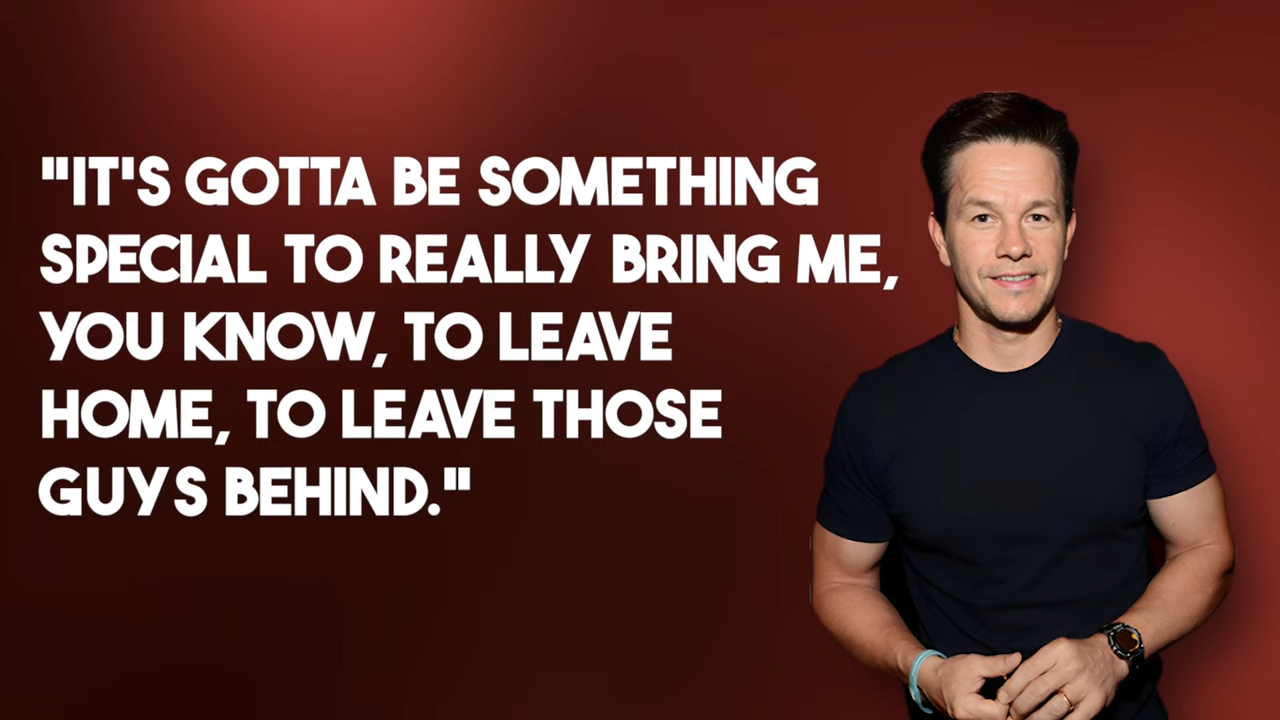 "IT'S GOTTA BE SOMETHING
SPECIAL TO REALLY BRING ME,
YOU KNOW, TO LEAVE
HOME, TO LEAVE THOSE
GUYS BEHIND."